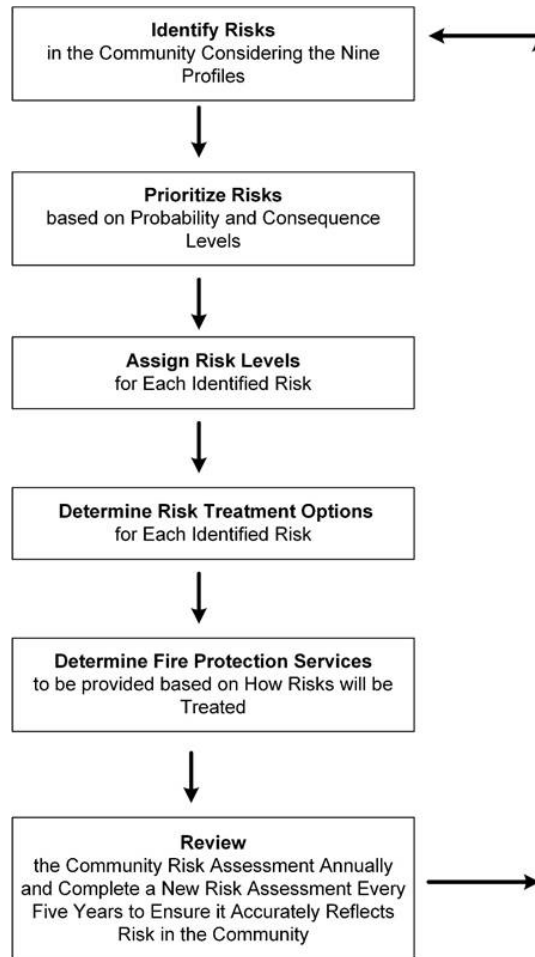 Identify Risks
in the Community Considering the Nine
Profiles
Prioritize Risks
based on Probability and Consequence
Levels
Assign Risk Levels
for Each Identified Risk
Determine Risk Treatment Options
for Each Identified Risk
Determine Fire Protection Services
to be provided based on How Risks will be
Treated
Review
the Community Risk Assessment Annually
and Complete a New Risk Assessment Every
Five Years to Ensure it Accurately Reflects
Risk in the Community